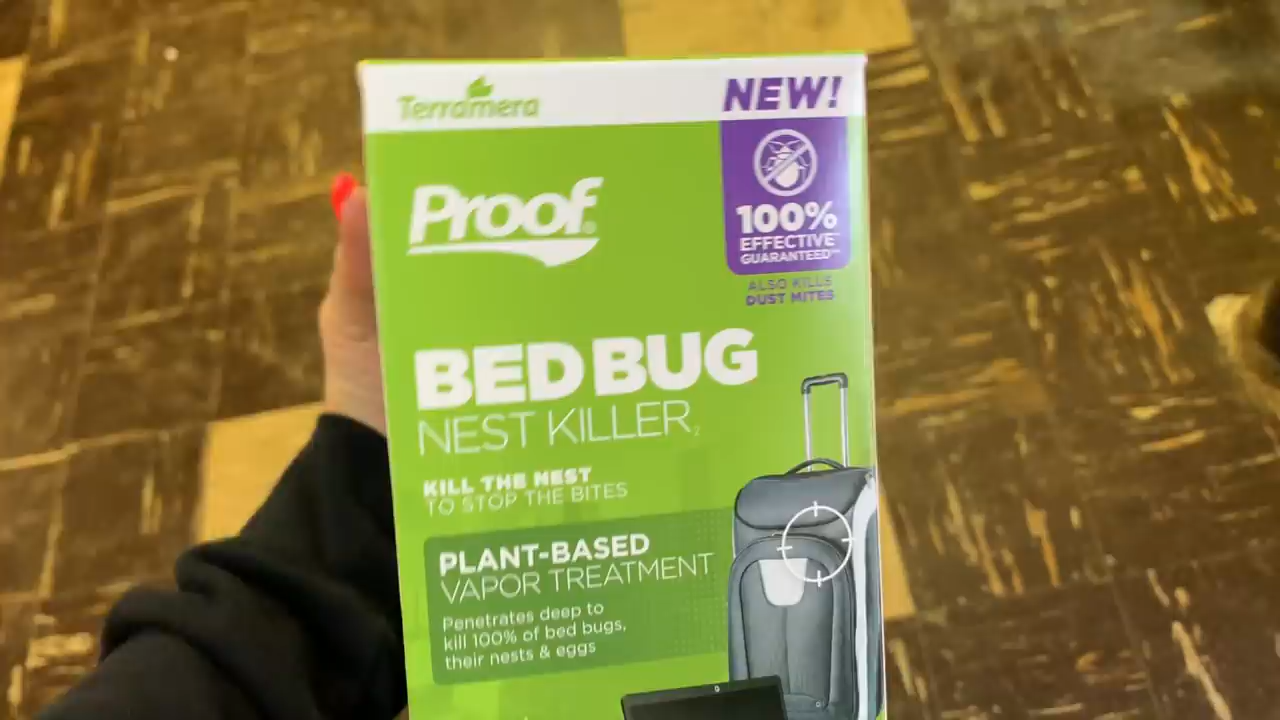 Terramera
NEW!
Proof®
100%
EFFECTIVE
GUARANTEED**
ALSO KILLS
DUST MITES
BED BUG
NEST KILLER
KILL THE NEST
TO STOP THE BITES
PLANT-BASED
VAPOR TREATMENT
Penetrates deep to
kill 100% of bed bugs,
their nests & eggs